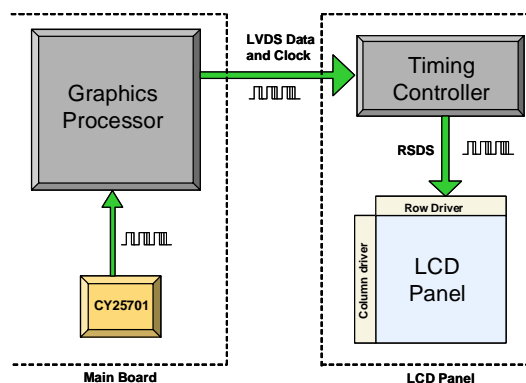 LVDS Data
and Clock
Graphics
Processor
Timing
Controller
RSDS
Row Driver
Column driver
LCD
Panel
CY25701
Main Board
LCD Panel